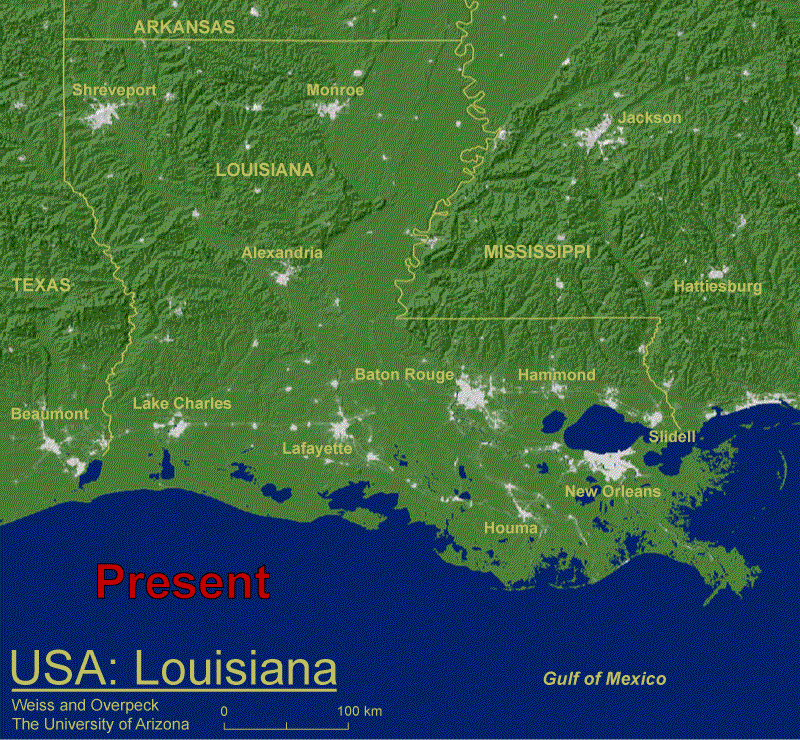 ARKANSAS
Shreveport
Monroe
Jackson
LOUISIANA
Alexandria
MISSISSIPPI
TEXAS
Hattiesburg
Baton Rouge
Hammond
Beaumont
Lake Charles
Lafayette
Slidell
New Orleans
Houma
Present
USA: Louisiana
Gulf of Mexico
Weiss and Overpeck
The University of Arizona
0
100 km